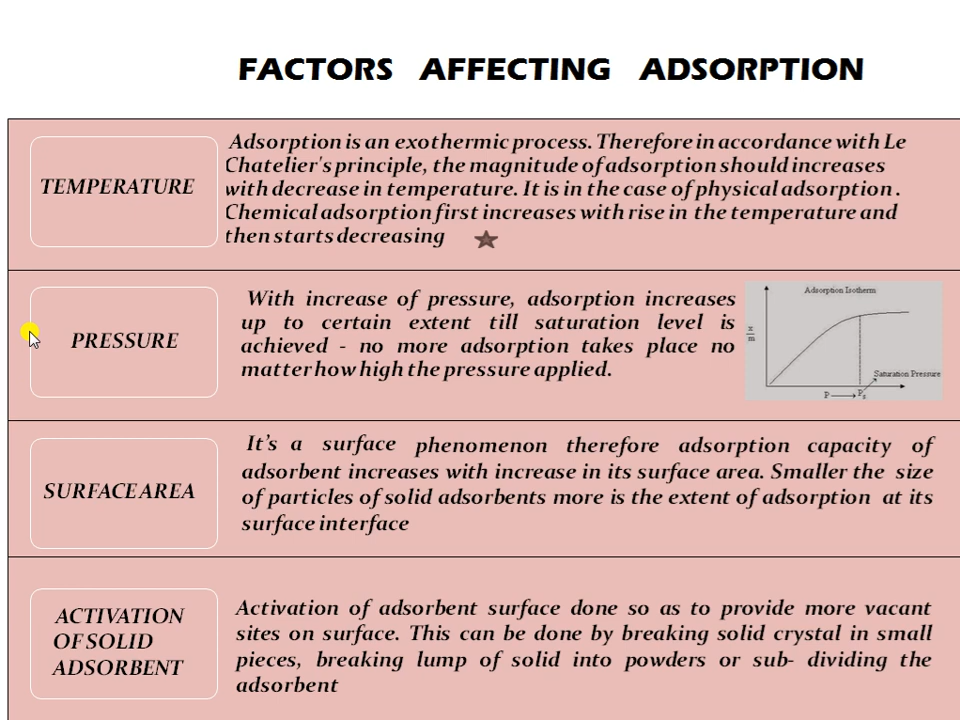 FACTORS AFFECTING ADSORPTION
TEMPERATURE
Adsorption is an exothermic process. Therefore in accordance with Le
Chatelier's principle, the magnitude of adsorption should increases
with decrease in temperature. It is in the case of physical adsorption .
Chemical adsorption first increases with rise in the temperature and
then starts decreasing
PRESSURE
With increase of pressure, adsorption increases
up to certain extent till saturation level is
achieved - no more adsorption takes place no
matter how high the pressure applied.
Adsorption Isotherm
x
m
Saturation Pressure
P
Ps
SURFACE AREA
It's a surface phenomenon therefore adsorption capacity of
adsorbent increases with increase in its surface area. Smaller the size
of particles of solid adsorbents more is the extent of adsorption at its
surface interface
ACTIVATION
OF SOLID
ADSORBENT
Activation of adsorbent surface done so as to provide more vacant
sites on surface. This can be done by breaking solid crystal in small
pieces, breaking lump of solid into powders or sub- dividing the
adsorbent